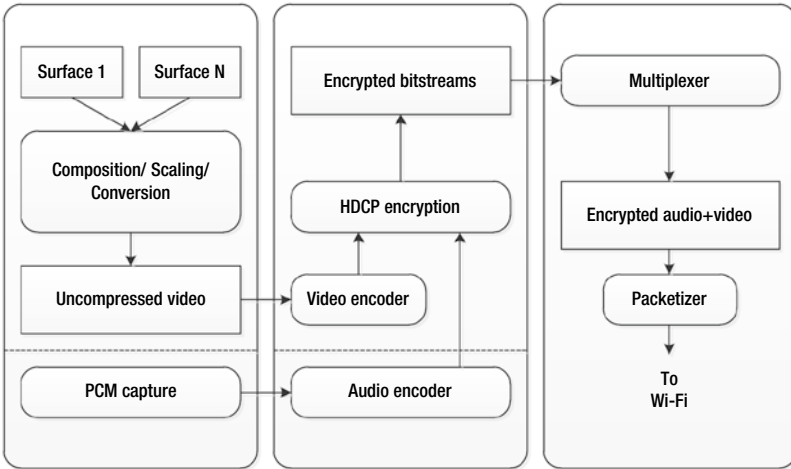 Surface 1
Surface N
Composition/ Scaling/
Conversion
Uncompressed video
PCM capture
Encrypted bitstreams
HDCP encryption
Video encoder
Audio encoder
Multiplexer
Encrypted audio+video
Packetizer
To
Wi-Fi